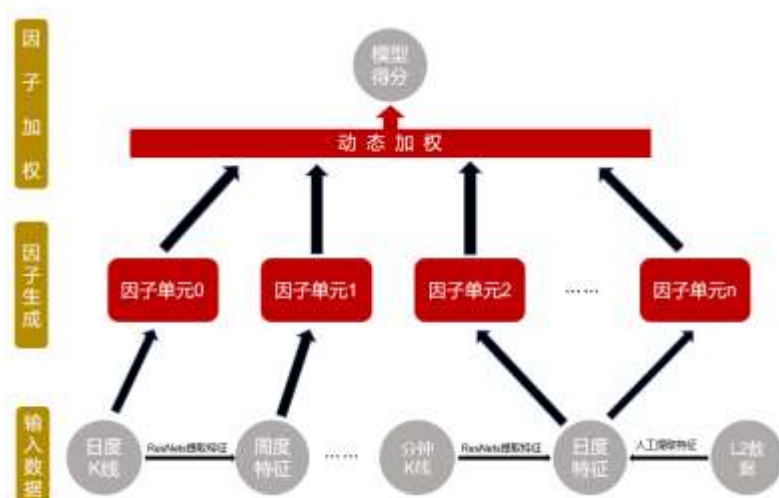 因子加权
模型
得分
动态加权
因子生成
因子单元0
因子单元1
因子单元2
……
因子单元n
输入数据
日度
K线
ResNets提取特征
周度
特征
……
分钟
K线
ResNets提取特征
日度
特征
人工提取特征
L2数
据